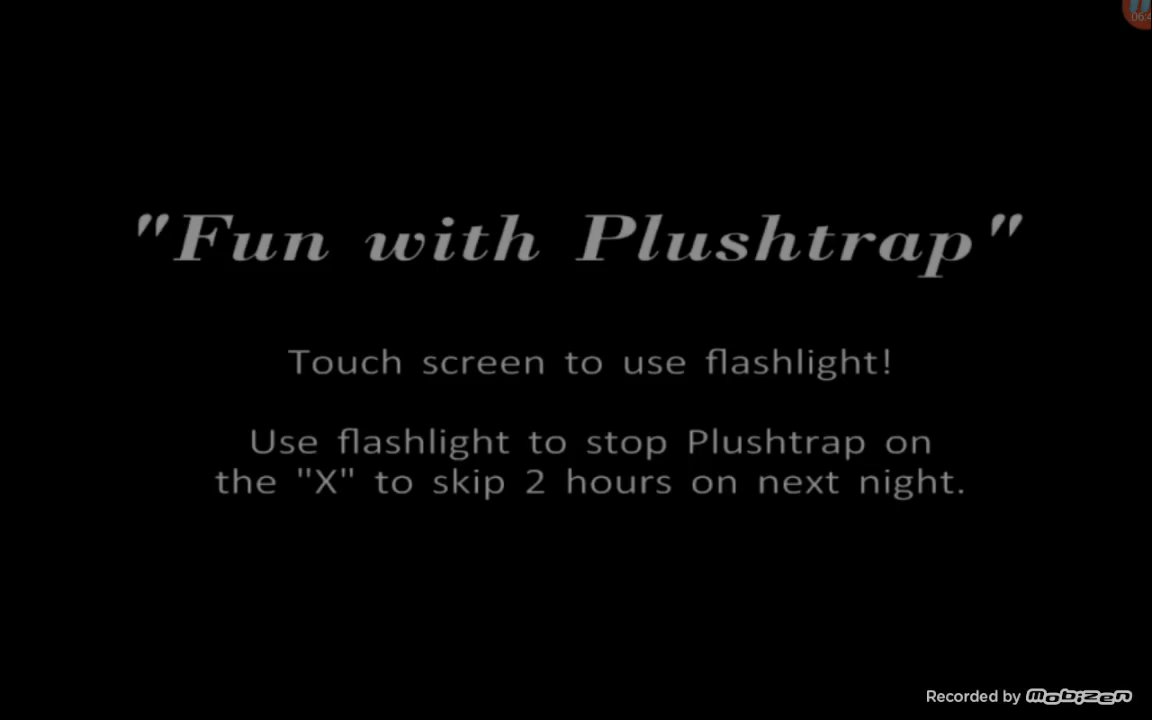 "Fun with Plushtrap"
Touch screen to use flashlight!
Use flashlight to stop Plushtrap on
the "X" to skip 2 hours on next night.
Recorded by Mobizen